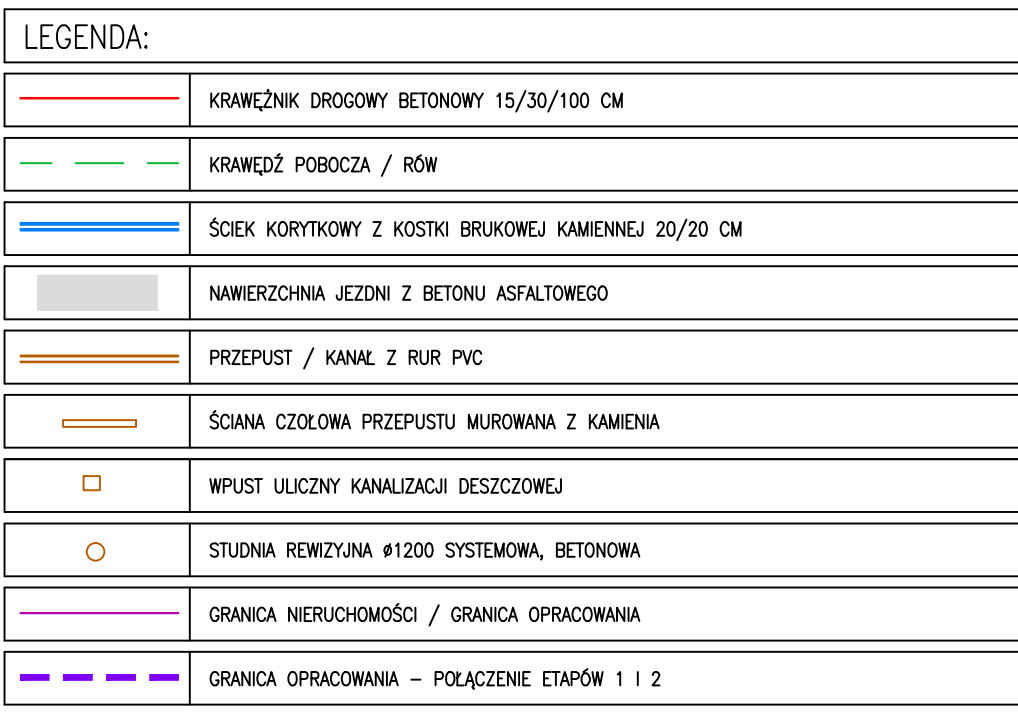 LEGENDA:
KRAWĘŻNIK DROGOWY BETONOWY 15/30/100 CM
KRAWĘDŹ POBOCZA / RÓW
ŚCIEK KORYTKOWY Z KOSTKI BRUKOWEJ KAMIENNEJ 20/20 CM
NAWIERZCHNIA JEZDNI Z BETONU ASFALTOWEGO
PRZEPUST / KANAŁ Z RUR PVC
ŚCIANA CZOŁOWA PRZEPUSTU MUROWANA Z KAMIENIA
WPUST ULICZNY KANALIZACJI DESZCZOWEJ
STUDNIA REWIZYJNA ø1200 SYSTEMOWA, BETONOWA
GRANICA NIERUCHOMOŚCI / GRANICA OPRACOWANIA
GRANICA OPRACOWANIA – POŁĄCZENIE ETAPÓW 1 I 2